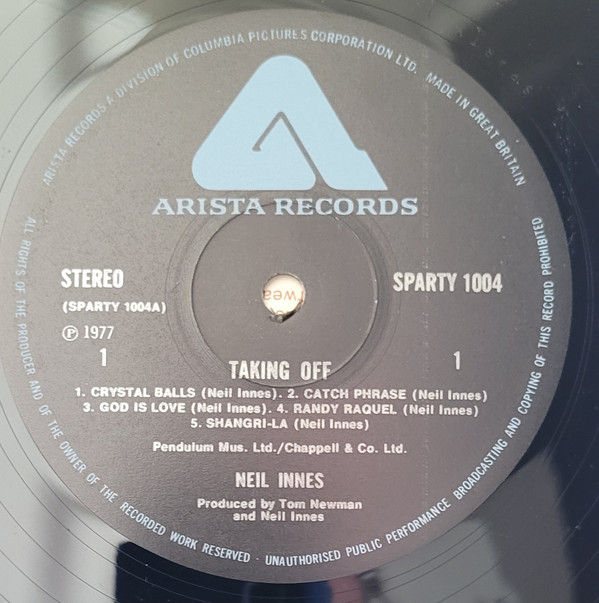 ARISTA RECORDS A DIVISION OF COLUMBIA PICTURES CORPORATION LTD. MADE IN GREAT BRITAIN
ARISTA RECORDS
STEREO
SPARTY 1004
(SPARTY 1004A)
℗ 1977
1
1
TAKING OFF
1. CRYSTAL BALLS (Neil Innes). 2. CATCH PHRASE (Neil Innes)
3. GOD IS LOVE (Neil Innes). 4. RANDY RAQUEL (Neil Innes)
5. SHANGRI-LA (Neil Innes)
Pendulum Mus. Ltd./Chappell & Co. Ltd.
NEIL INNES
Produced by Tom Newman
and Neil Innes
ALL RIGHTS OF THE PRODUCER AND OF THE OWNER OF THE RECORDED WORK RESERVED · UNAUTHORISED PUBLIC PERFORMANCE BROADCASTING AND COPYING OF THIS RECORD PROHIBITED